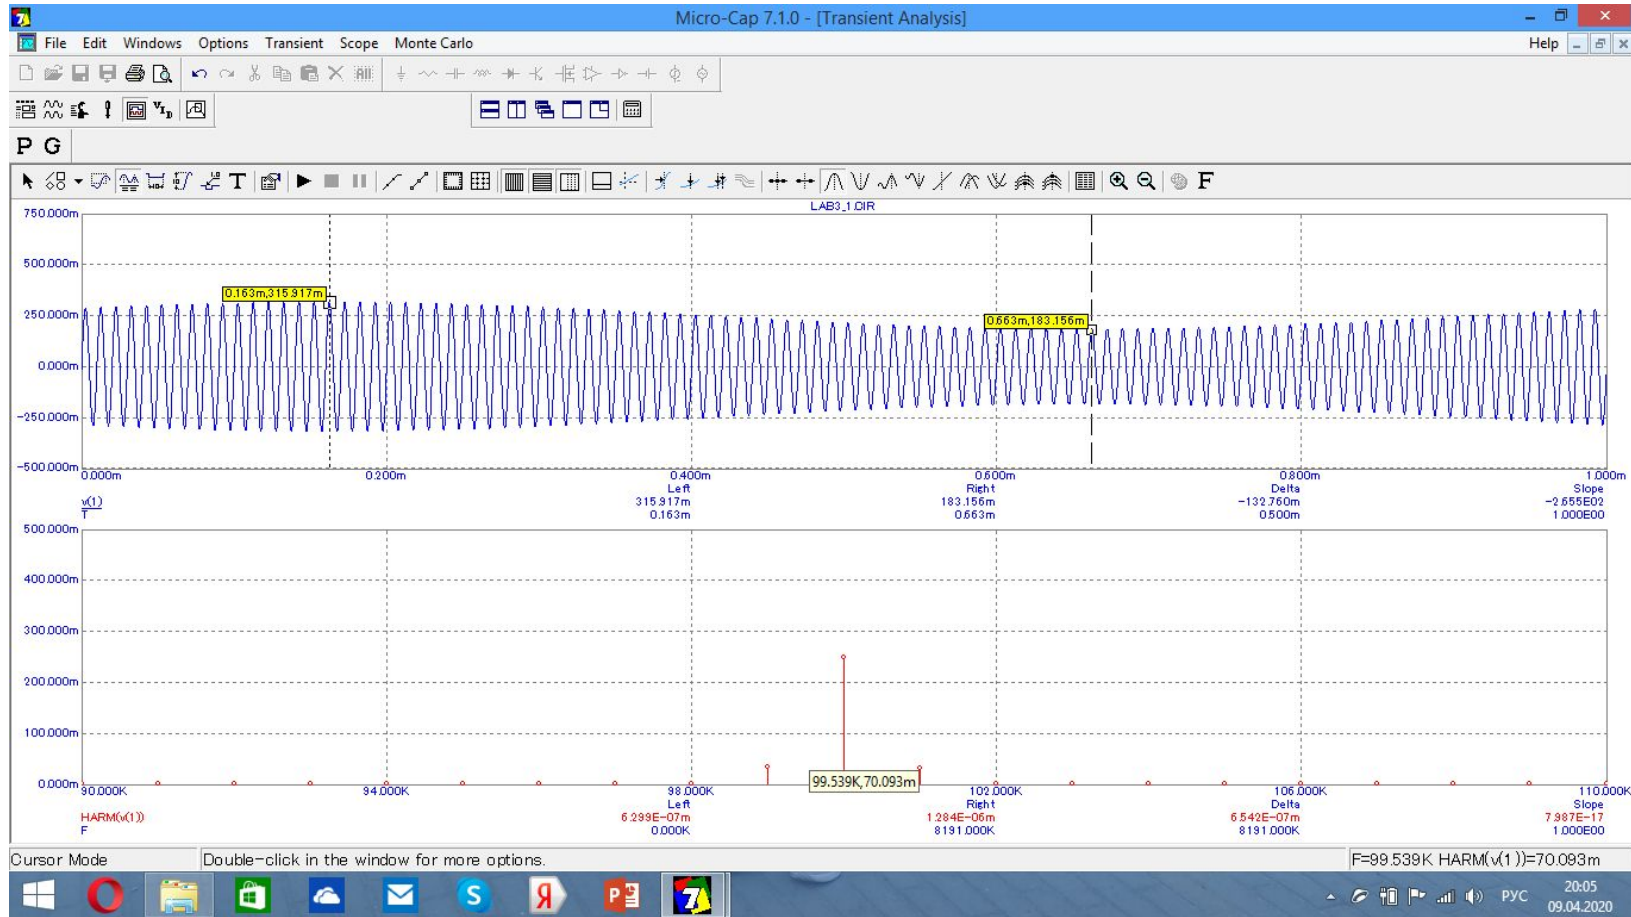 Micro-Cap 7.1.0 - [Transient Analysis]
File Edit Windows Options Transient Scope Monte Carlo Help
P G
T F
LAB3_1.CIR
750.000m
500.000m
0.163m,315.917m
250.000m
0.663m,183.156m
0.000m
-250.000m
-500.000m
0.000m 0.200m 0.400m 0.600m 0.800m 1.000m
Left Right Delta Slope
v(1) 315.917m 183.156m -132.760m -2.655E02
T 0.163m 0.663m 0.500m 1.000E00
500.000m
400.000m
300.000m
200.000m
100.000m
0.000m
99.539K,70.093m
90.000K 94.000K 98.000K 102.000K 106.000K 110.000K
Left Right Delta Slope
HARM(v(1)) 6.299E-07m 1.284E-06m 6.542E-07m 7.987E-17
F 0.000K 8191.000K 8191.000K 1.000E00
Cursor Mode Double-click in the window for more options. F=99.539K HARM(v(1))=70.093m
РУС 20:05
09.04.2020